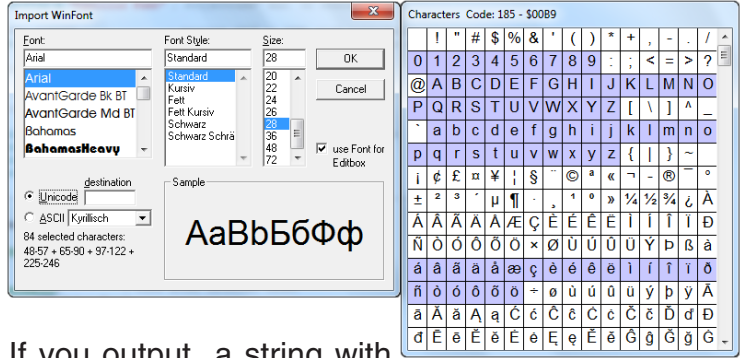 Import WinFont
Font:
Arial
Arial
AvantGarde Bk BT
AvantGarde Md BT
Bahamas
BahamasHeavy
Font Style:
Standard
Standard
Kursiv
Fett
Fett Kursiv
Schwarz
Schwarz Schrä
Size:
28
20
22
24
26
28
36
48
72
OK
Cancel
use Font for
Editbox
destination
Unicode
ASCII Kyrillisch
84 selected characters:
48-57 + 65-90 + 97-122 +
225-246
Sample
АаВbБбФф
Characters Code: 185 - $00B9
! " # $ % & ' ( ) * + , - . /
0 1 2 3 4 5 6 7 8 9 : ; < = > ?
@ A B C D E F G H I J K L M N O
P Q R S T U V W X Y Z [ \ ] ^ _
` a b c d e f g h i j k l m n o
p q r s t u v w x y z { | } ~
¡ ¢ £ ¤ ¥ ¦ § ¨ © ª « ¬ - ® ¯ °
± ² ³ ´ µ ¶ · ¸ ¹ º » ¼ ½ ¾ ¿ À
Á Â Ã Ä Å Æ Ç È É Ê Ë Ì Í Î Ï Ð
Ñ Ò Ó Ô Õ Ö × Ø Ù Ú Û Ü Ý Þ ß à
á â ã ä å æ ç è é ê ë ì í î ï ð
ñ ò ó ô õ ö ÷ ø ù ú û ü ý þ ÿ Ā
ā Ă ă Ą ą Ć ć Ĉ ĉ Ċ ċ Č č Ď ď Đ
đ Ē ē Ĕ ĕ Ė ė Ę ę Ě ě Ĝ ĝ Ğ ğ Ġ
If you output a string with